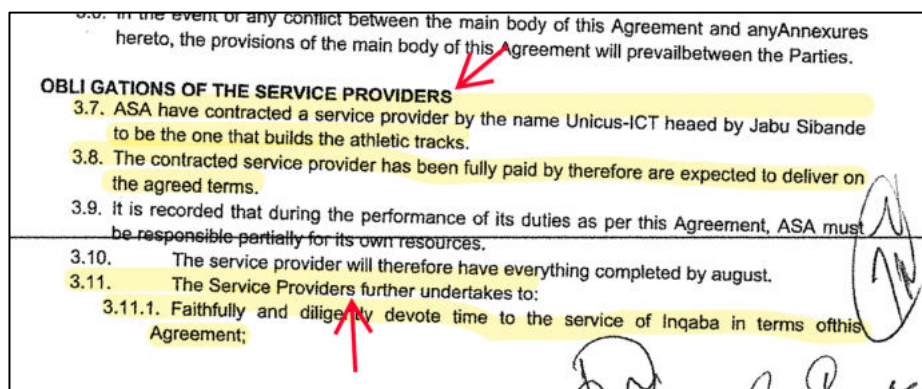 3.6. In the event of any conflict between the main body of this Agreement and anyAnnexures
hereto, the provisions of the main body of this Agreement will prevailbetween the Parties.
OBLI GATIONS OF THE SERVICE PROVIDERS
3.7. ASA have contracted a service provider by the name Unicus-ICT heaed by Jabu Sibande
to be the one that builds the athletic tracks.
3.8. The contracted service provider has been fully paid by therefore are expected to deliver on
the agreed terms.
3.9. It is recorded that during the performance of its duties as per this Agreement, ASA must
be responsible partially for its own resources.
3.10. The service provider will therefore have everything completed by august.
3.11. The Service Providers further undertakes to:
3.11.1. Faithfully and diligently devote time to the service of Inqaba in terms ofthis
Agreement;